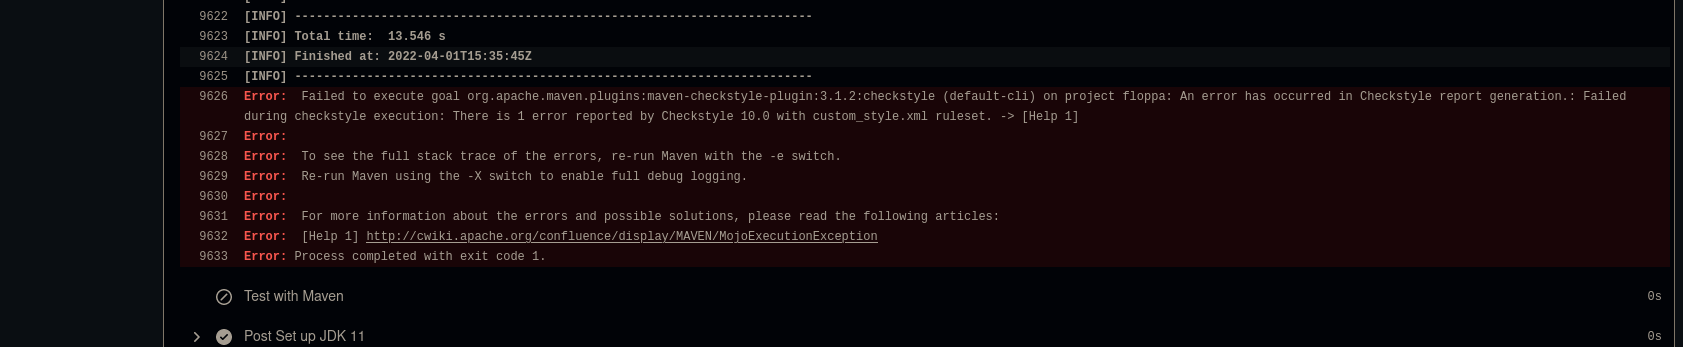 9622 [INFO] ------------------------------------------------------------------------
9623 [INFO] Total time:  13.546 s
9624 [INFO] Finished at: 2022-04-01T15:35:45Z
9625 [INFO] ------------------------------------------------------------------------
9626 Error:  Failed to execute goal org.apache.maven.plugins:maven-checkstyle-plugin:3.1.2:checkstyle (default-cli) on project floppa: An error has occurred in Checkstyle report generation.: Failed
during checkstyle execution: There is 1 error reported by Checkstyle 10.0 with custom_style.xml ruleset. -> [Help 1]
9627 Error:
9628 Error:  To see the full stack trace of the errors, re-run Maven with the -e switch.
9629 Error:  Re-run Maven using the -X switch to enable full debug logging.
9630 Error:
9631 Error:  For more information about the errors and possible solutions, please read the following articles:
9632 Error:  [Help 1] http://cwiki.apache.org/confluence/display/MAVEN/MojoExecutionException
9633 Error: Process completed with exit code 1.
Test with Maven 0s
Post Set up JDK 11 0s